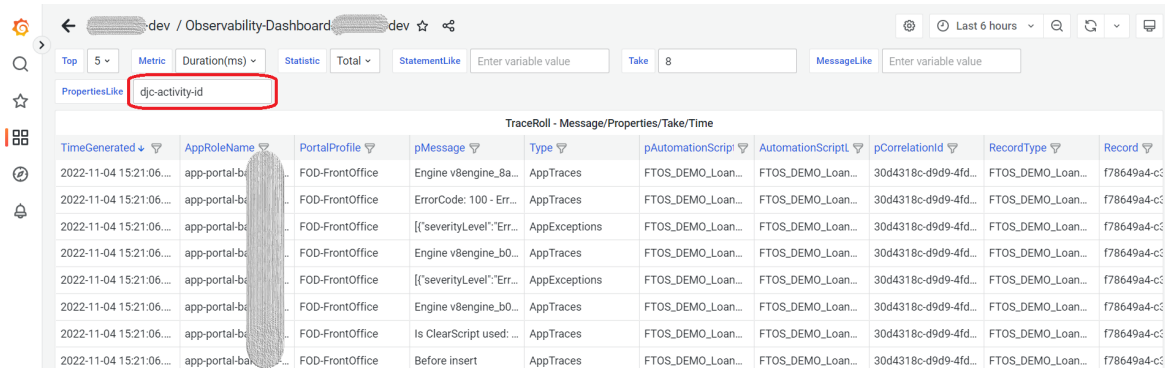 -dev / Observability-Dashboard dev
Last 6 hours
Top 5 Metric Duration(ms) Statistic Total StatementLike Enter variable value Take 8 MessageLike Enter variable value
PropertiesLike djc-activity-id
TraceRoll - Message/Properties/Take/Time
TimeGenerated AppRoleName PortalProfile pMessage Type pAutomationScript AutomationScriptL pCorrelationId RecordType Record
2022-11-04 15:21:06.... app-portal-ba ... FOD-FrontOffice Engine v8engine_8a... AppTraces FTOS_DEMO_Loan... FTOS_DEMO_Loan... 30d4318c-d9d9-4fd... FTOS_DEMO_Loan... f78649a4-c3
2022-11-04 15:21:06.... app-portal-ba ... FOD-FrontOffice ErrorCode: 100 - Err... AppTraces FTOS_DEMO_Loan... FTOS_DEMO_Loan... 30d4318c-d9d9-4fd... FTOS_DEMO_Loan... f78649a4-c3
2022-11-04 15:21:06.... app-portal-ba ... FOD-FrontOffice [{"severityLevel":"Err... AppExceptions FTOS_DEMO_Loan... FTOS_DEMO_Loan... 30d4318c-d9d9-4fd... FTOS_DEMO_Loan... f78649a4-c3
2022-11-04 15:21:06.... app-portal-ba ... FOD-FrontOffice Engine v8engine_b0... AppTraces FTOS_DEMO_Loan... FTOS_DEMO_Loan... 30d4318c-d9d9-4fd... FTOS_DEMO_Loan... f78649a4-c3
2022-11-04 15:21:06.... app-portal-ba ... FOD-FrontOffice [{"severityLevel":"Err... AppExceptions FTOS_DEMO_Loan... FTOS_DEMO_Loan... 30d4318c-d9d9-4fd... FTOS_DEMO_Loan... f78649a4-c3
2022-11-04 15:21:06.... app-portal-ba ... FOD-FrontOffice Engine v8engine_b0... AppTraces FTOS_DEMO_Loan... FTOS_DEMO_Loan... 30d4318c-d9d9-4fd... FTOS_DEMO_Loan... f78649a4-c3
2022-11-04 15:21:06.... app-portal-ba ... FOD-FrontOffice Is ClearScript used: ... AppTraces FTOS_DEMO_Loan... FTOS_DEMO_Loan... 30d4318c-d9d9-4fd... FTOS_DEMO_Loan... f78649a4-c3
2022-11-04 15:21:06.... app-portal-ba ... FOD-FrontOffice Before insert AppTraces FTOS_DEMO_Loan... FTOS_DEMO_Loan... 30d4318c-d9d9-4fd... FTOS_DEMO_Loan... f78649a4-c3